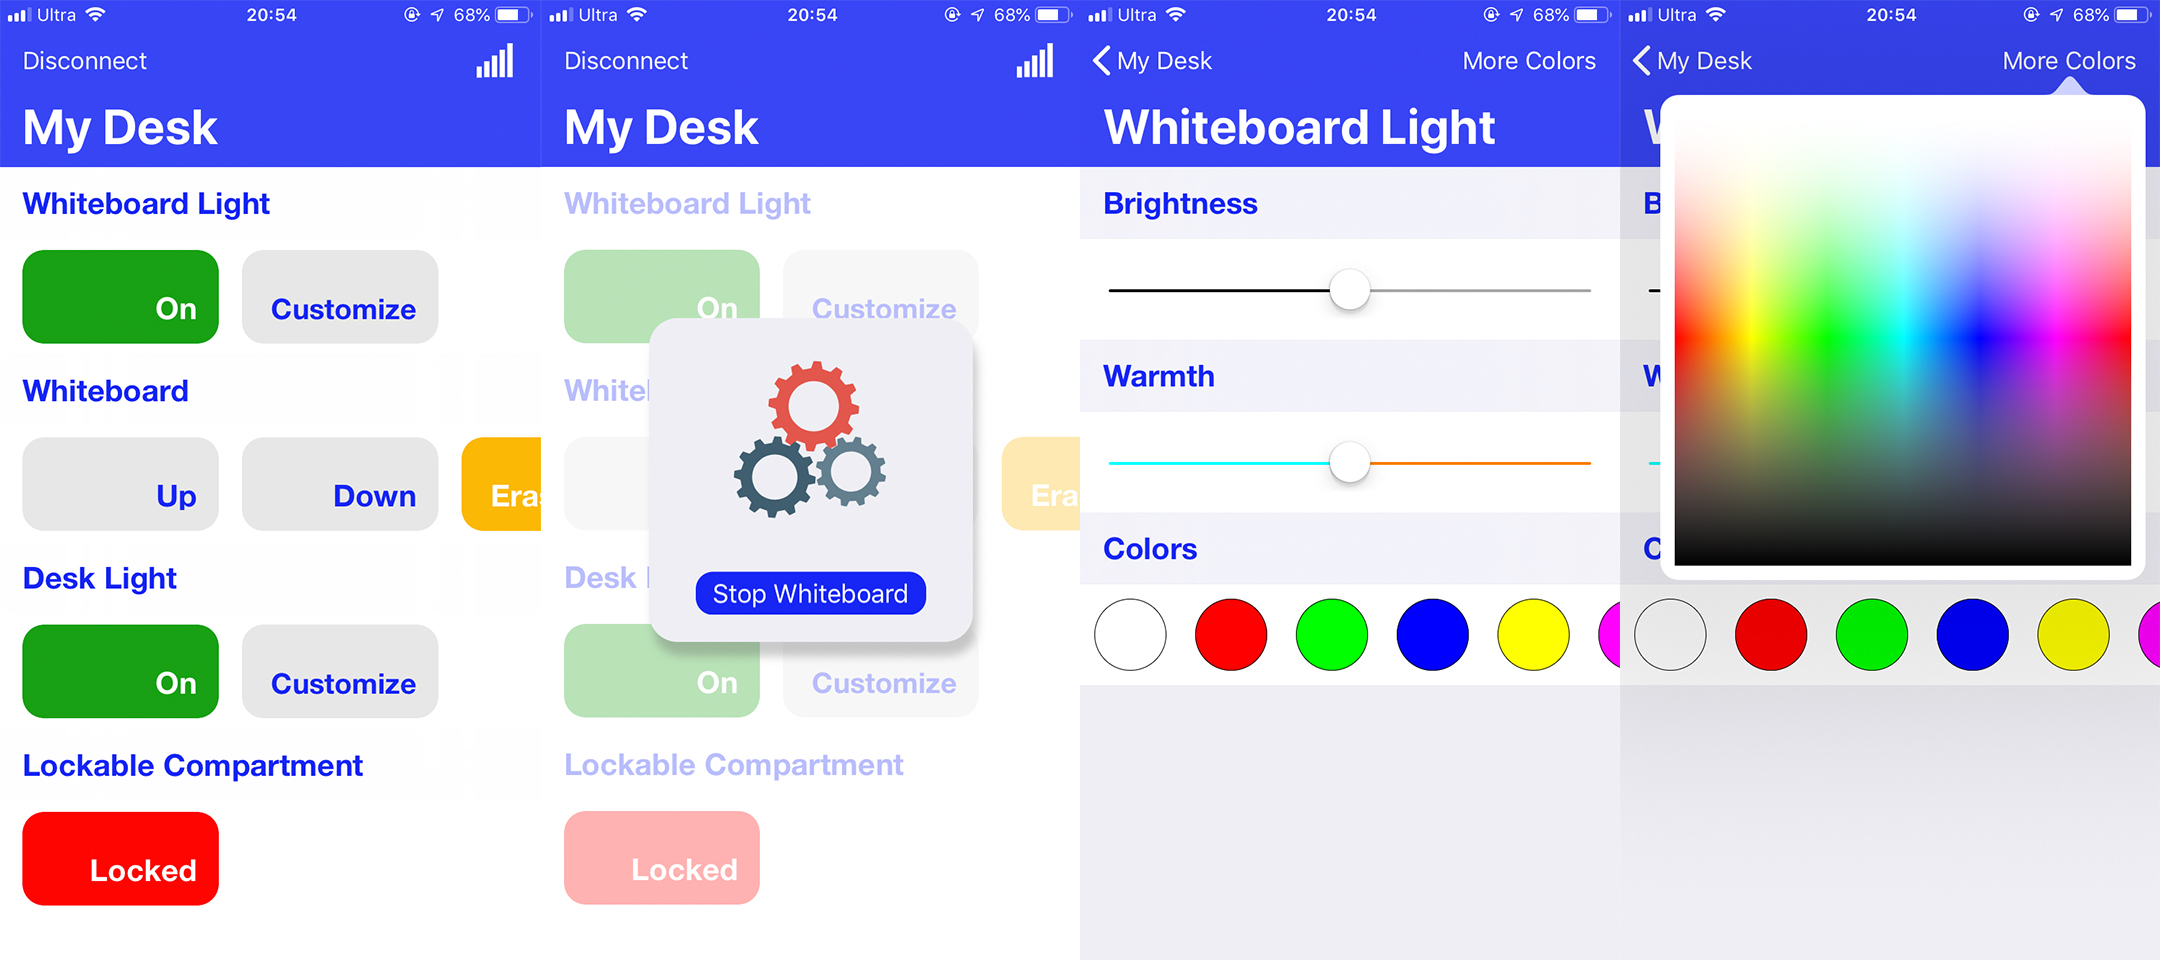 Ultra 20:54 68%
Disconnect
My Desk
Whiteboard Light
On Customize
Whiteboard
Up Down Eras
Desk Light
On Customize
Lockable Compartment
Locked
Ultra 20:54 68%
Disconnect
My Desk
Whiteboard Light
On Customize
White
Era
Desk
Stop Whiteboard
On Customize
Lockable Compartment
Locked
Ultra 20:54 68%
My Desk More Colors
Whiteboard Light
Brightness
Warmth
Colors
Ultra 20:54 68%
My Desk More Colors
W
B
W
C